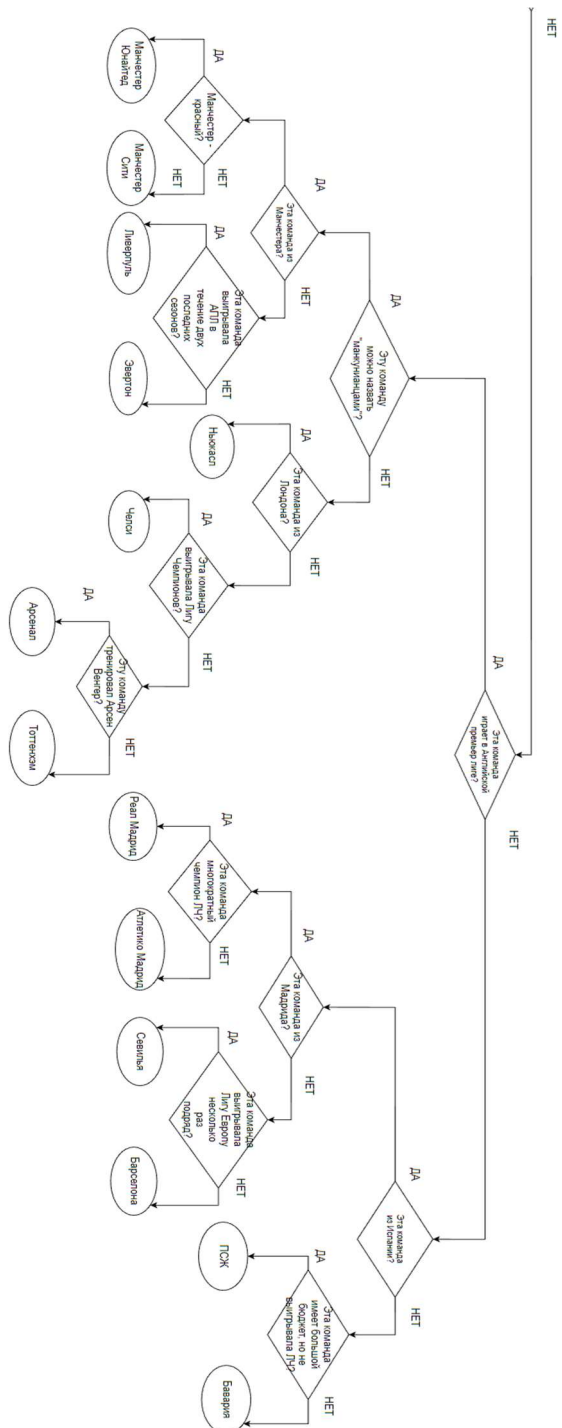 НЕТ
Эта команда
играет в Английской
премьер лиге?
ДА
НЕТ
Эту команду
можно назвать
"манкунианцами"?
ДА
НЕТ
Эта команда
из Испании?
ДА
НЕТ
Эта команда из
Манчестера?
ДА
НЕТ
Эта команда из
Лондона?
ДА
НЕТ
Эта команда из
Мадрида?
ДА
НЕТ
Эта команда
имеет большой
бюджет, но не
выигрывала ЛЧ?
ДА
НЕТ
Манчестер -
красный?
ДА
НЕТ
Эта команда
выигрывала
АПЛ в
течение двух
последних
сезонов?
ДА
НЕТ
Ньюкасл
Эта команда
выигрывала Лигу
Чемпионов?
ДА
НЕТ
Эта команда
многократный
чемпион ЛЧ?
ДА
НЕТ
Эта команда
выигрывала
Лигу Европу
несколько
раз
подряд?
ДА
НЕТ
ПСЖ
Бавария
Манчестер
Юнайтед
Манчестер
Сити
Ливерпуль
Эвертон
Челси
Эту команду
тренировал Арсен
Венгер?
ДА
НЕТ
Реал Мадрид
Атлетико Мадрид
Севилья
Барселона
Арсенал
Тоттенхэм